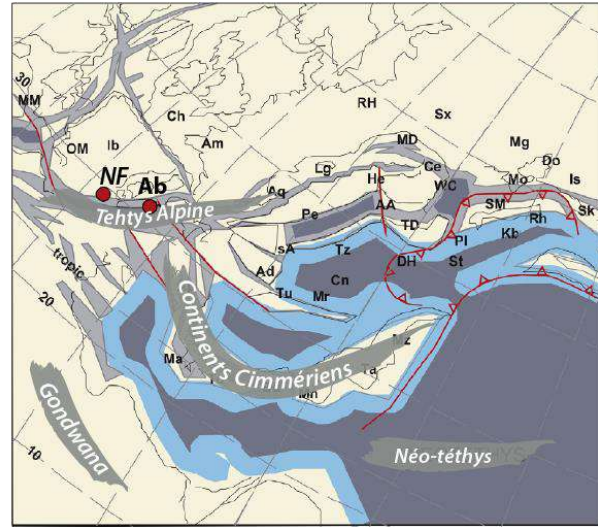 30
MM
OM
Ib
Ch
Am
RH
Sx
MD
Mg
Do
Is
NF
Ab
Lg
He
Ce
WC
Mo
SM
Sk
Aq
AA
TD
Rh
Tehtys Alpine
Pe
Pl
Kb
tropic
sA
Tz
DH
St
Ad
Cn
20
Tu
Mr
Continents Cimmériens
Ma
Mz
Ta
Gondwana
10
Néo-téthys